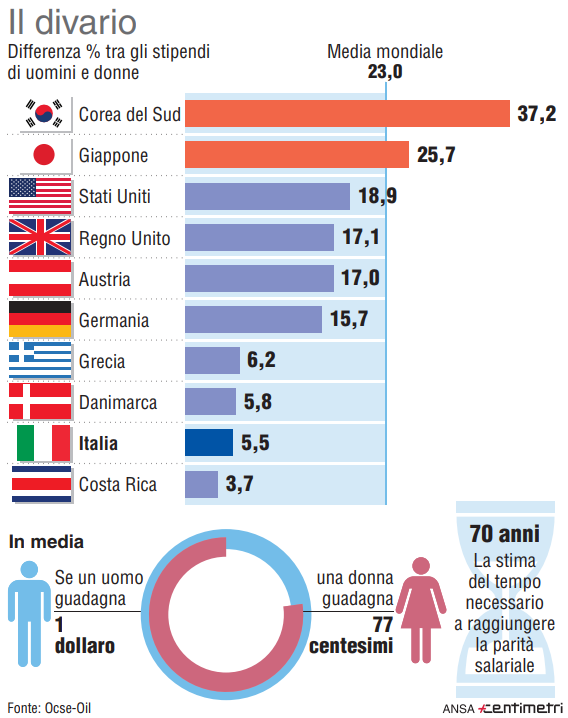 Il divario
Differenza % tra gli stipendi
di uomini e donne
Media mondiale
23,0
Corea del Sud 37,2
Giappone 25,7
Stati Uniti 18,9
Regno Unito 17,1
Austria 17,0
Germania 15,7
Grecia 6,2
Danimarca 5,8
Italia 5,5
Costa Rica 3,7
In media
Se un uomo
guadagna
1
dollaro
una donna
guadagna
77
centesimi
70 anni
La stima
del tempo
necessario
a raggiungere
la parità
salariale
Fonte: Ocse-Oil
ANSA centimetri